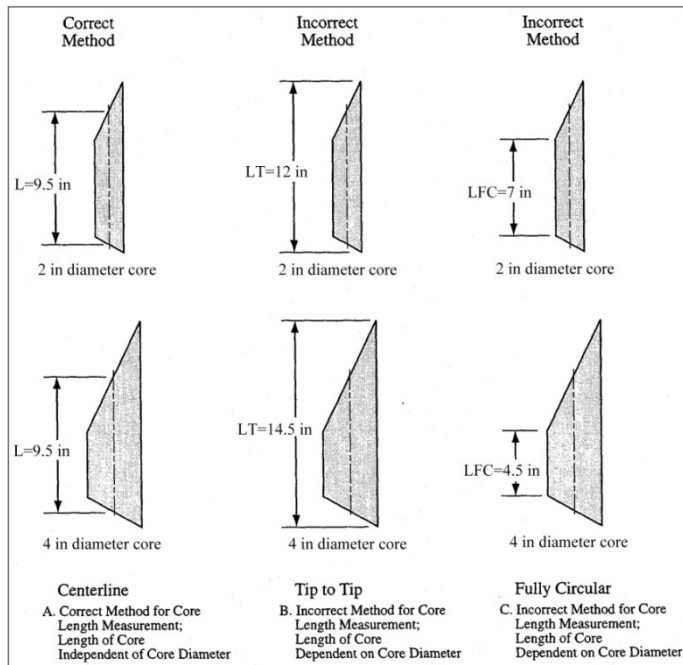 Correct
Method
Incorrect
Method
Incorrect
Method
L=9.5 in
LT=12 in
LFC=7 in
2 in diameter core
2 in diameter core
2 in diameter core
L=9.5 in
LT=14.5 in
LFC=4.5 in
4 in diameter core
4 in diameter core
4 in diameter core
Centerline
A. Correct Method for Core
Length Measurement;
Length of Core
Independent of Core Diameter
Tip to Tip
B. Incorrect Method for Core
Length Measurement;
Length of Core
Dependent on Core Diameter
Fully Circular
C. Incorrect Method for Core
Length Measurement;
Length of Core
Dependent on Core Diameter